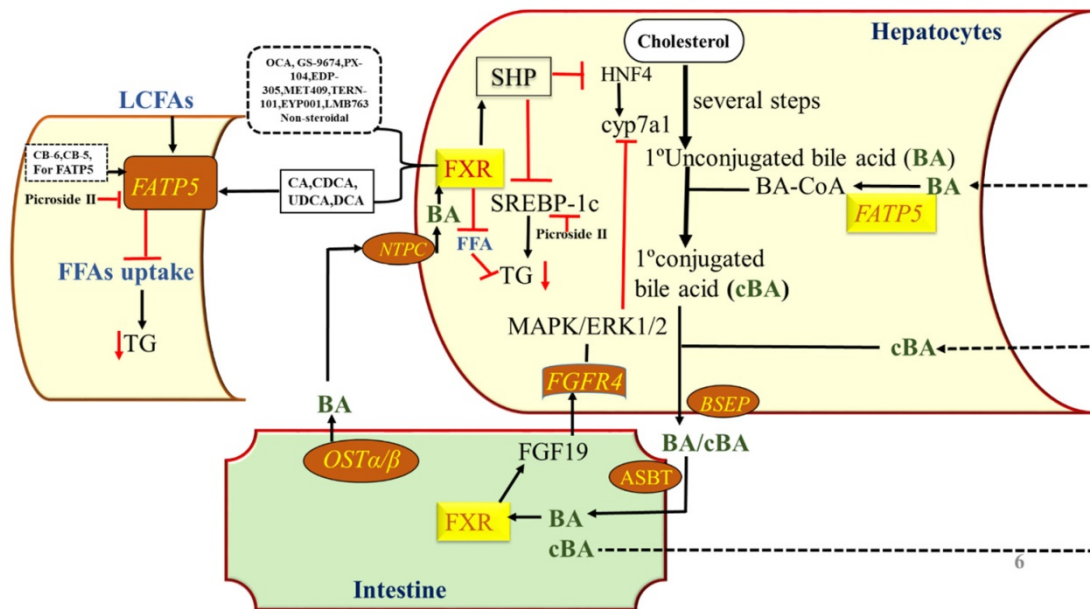 Hepatocytes
Cholesterol
OCA, GS-9674,PX-
104,EDP-
305,MET409,TERN-
101,EYP001,LMB763
Non-steroidal
SHP
HNF4
several steps
LCFAs
cyp7a1
CB-6,CB-5,
For FATP5
FATP5
FXR
1ºUnconjugated bile acid (BA)
CA,CDCA,
UDCA,DCA
BA-CoA
BA
Picroside II
BA
SREBP-1c
FATP5
NTPC
FFA
Picroside II
FFAs uptake
TG
1ºconjugated
bile acid (cBA)
TG
MAPK/ERK1/2
cBA
FGFR4
BA
BSEP
OSTα/β
FGF19
BA/cBA
ASBT
FXR
BA
cBA
6
Intestine